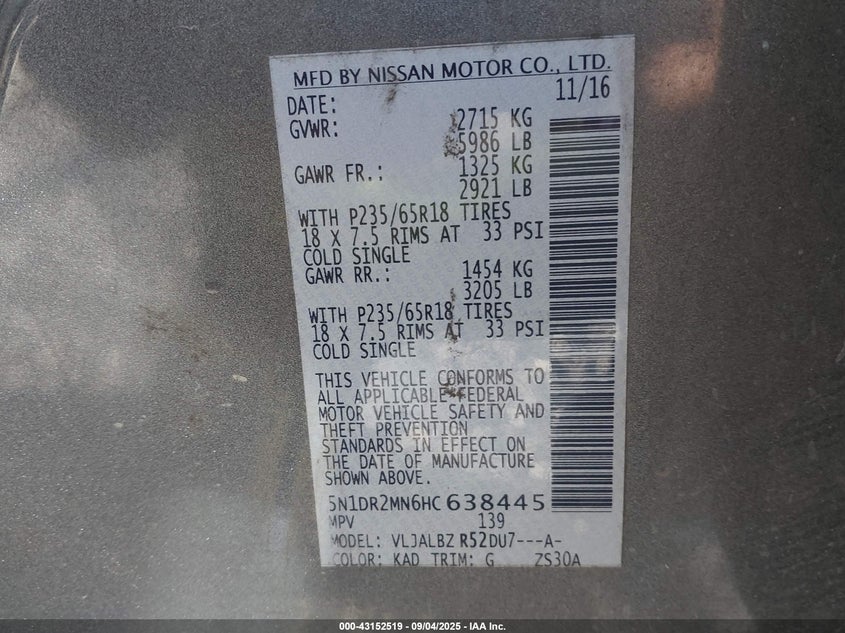 MFD BY NISSAN MOTOR CO., LTD.
DATE: 11/16
GVWR: 2715 KG
5986 LB
GAWR FR.: 1325 KG
2921 LB
WITH P235/65R18 TIRES
18 X 7.5 RIMS AT 33 PSI
COLD SINGLE
GAWR RR.: 1454 KG
3205 LB
WITH P235/65R18 TIRES
18 X 7.5 RIMS AT 33 PSI
COLD SINGLE
THIS VEHICLE CONFORMS TO
ALL APPLICABLE FEDERAL
MOTOR VEHICLE SAFETY AND
THEFT PREVENTION
STANDARDS IN EFFECT ON
THE DATE OF MANUFACTURE
SHOWN ABOVE.
5N1DR2MN6HC638445
MPV 139
MODEL: VLJALBZ R52DU7---A-
COLOR: KAD TRIM: G ZS30A
000-43152519 - 09/04/2025 - IAA Inc.